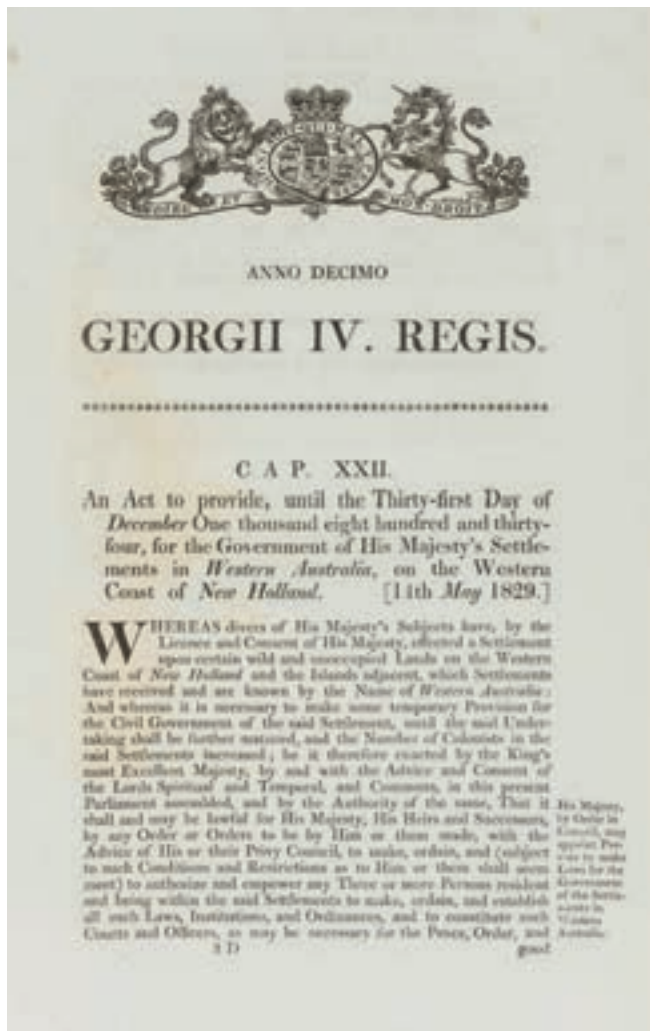 DIEU ET MON DROIT
ANNO DECIMO
GEORGII IV. REGIS.
CAP. XXII.
An Act to provide, until the Thirty-first Day of
December One thousand eight hundred and thirty-
four, for the Government of His Majesty's Settle-
ments in Western Australia, on the Western
Coast of New Holland. [14th May 1829.]
WHEREAS divers of His Majesty's Subjects have, by the
Licence and Consent of His Majesty, effected a Settlement
upon certain wild and unoccupied Lands on the Western
Coast of New Holland and the Islands adjacent, which Settlements
have received and are known by the Name of Western Australia:
And whereas it is necessary to make some temporary Provision for
the Civil Government of the said Settlement, until the said Under-
taking shall be further matured, and the Number of Colonists in the
said Settlements increased; be it therefore enacted by the King's
most Excellent Majesty, by and with the Advice and Consent of
the Lords Spiritual and Temporal, and Commons, in this present
Parliament assembled, and by the Authority of the same, That it
shall and may be lawful for His Majesty, His Heirs and Successors,
by any Order or Orders to be by Him or them made, with the
Advice of His or their Privy Council, to make, ordain, and (subject
to such Conditions and Restrictions as to Him or them shall seem
meet) to authorize and empower any Three or more Persons resident
and being within the said Settlements to make, ordain, and establish
all such Laws, Institutions, and Ordinances, and to constitute such
Courts and Officers, as may be necessary for the Peace, Order, and
His Majesty,
by Order in
Council, may
appoint Per-
sons to make
Laws for the
Government
of the Settle-
ments in
Western
Australia.
3 D
good